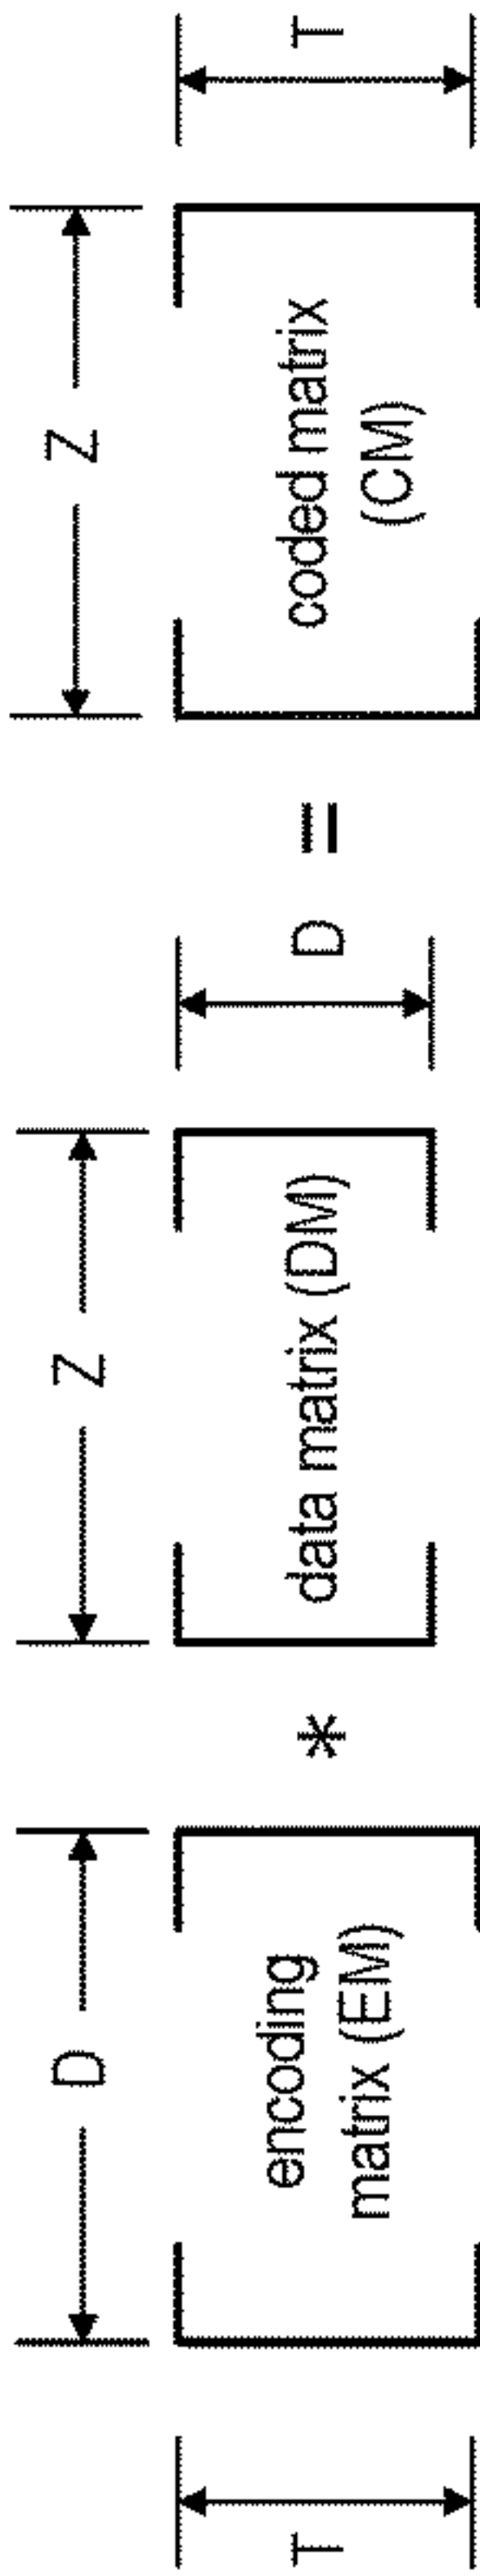 T
D
encoding
matrix (EM)
*
Z
data matrix (DM)
D
=
Z
coded matrix
(CM)
T